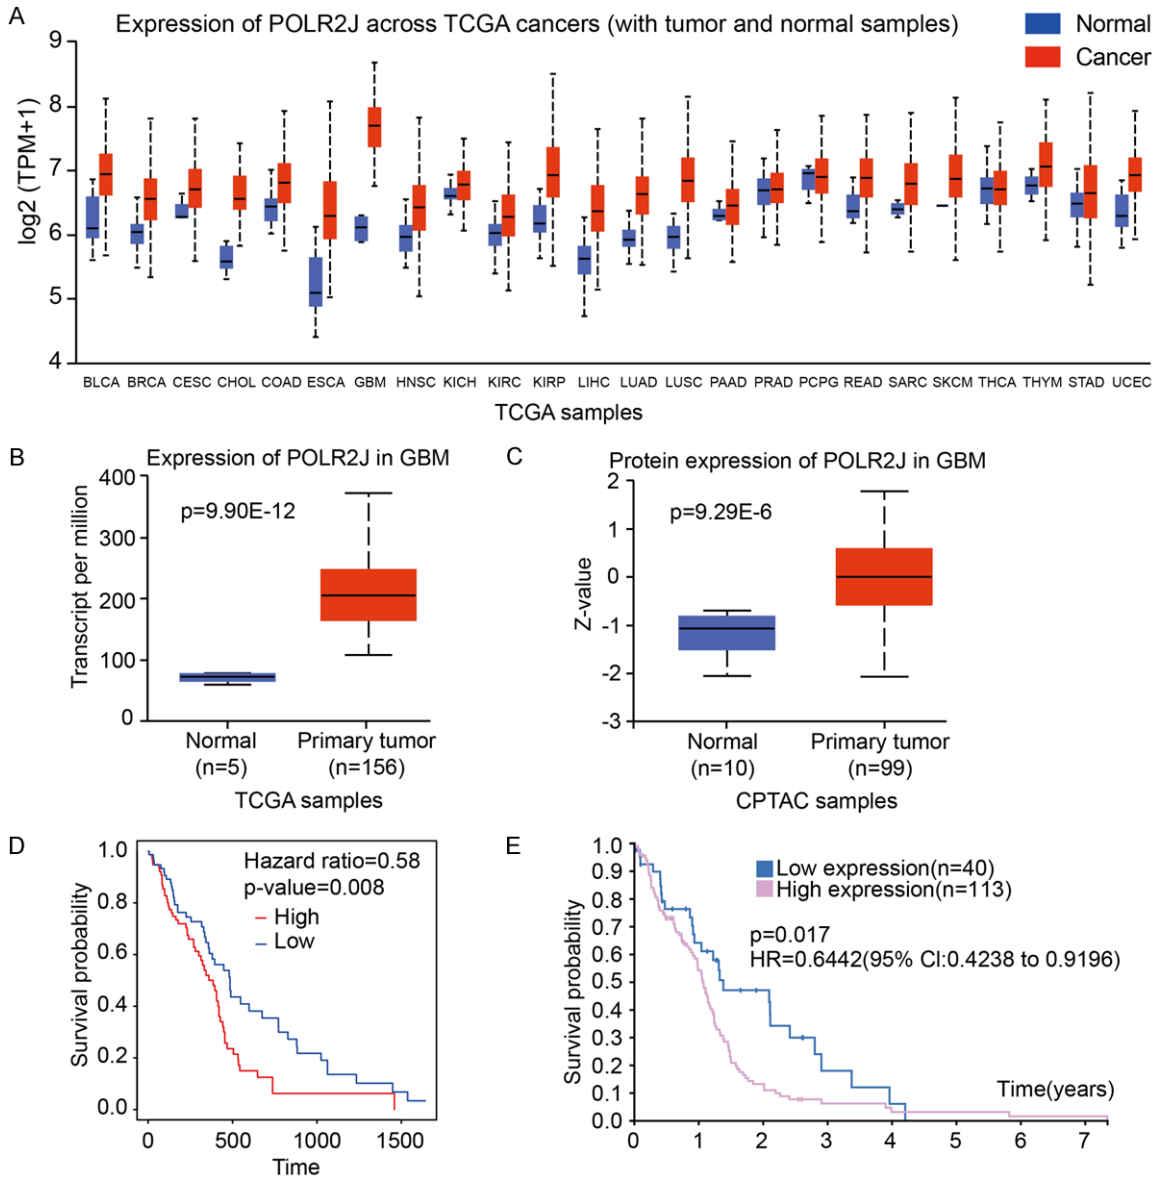 A
Expression of POLR2J across TCGA cancers (with tumor and normal samples)
Normal
Cancer
log2 (TPM+1)
9
8
7
6
5
4
BLCA BRCA CESC CHOL COAD ESCA GBM HNSC KICH KIRC KIRP LIHC LUAD LUSC PAAD PRAD PCPG READ SARC SKCM THCA THYM STAD UCEC
TCGA samples
B
Expression of POLR2J in GBM
Transcript per million
400
300
200
100
0
p=9.90E-12
Normal Primary tumor
(n=5) (n=156)
TCGA samples
C
Protein expression of POLR2J in GBM
Z-value
2
1
0
-1
-2
-3
p=9.29E-6
Normal Primary tumor
(n=10) (n=99)
CPTAC samples
D
Survival probability
1.0
0.8
0.6
0.4
0.2
0.0
Hazard ratio=0.58
p-value=0.008
High
Low
0 500 1000 1500
Time
E
Survival probability
1.0
0.9
0.8
0.7
0.6
0.5
0.4
0.3
0.2
0.1
0.0
Low expression(n=40)
High expression(n=113)
p=0.017
HR=0.6442(95% CI:0.4238 to 0.9196)
Time(years)
0 1 2 3 4 5 6 7